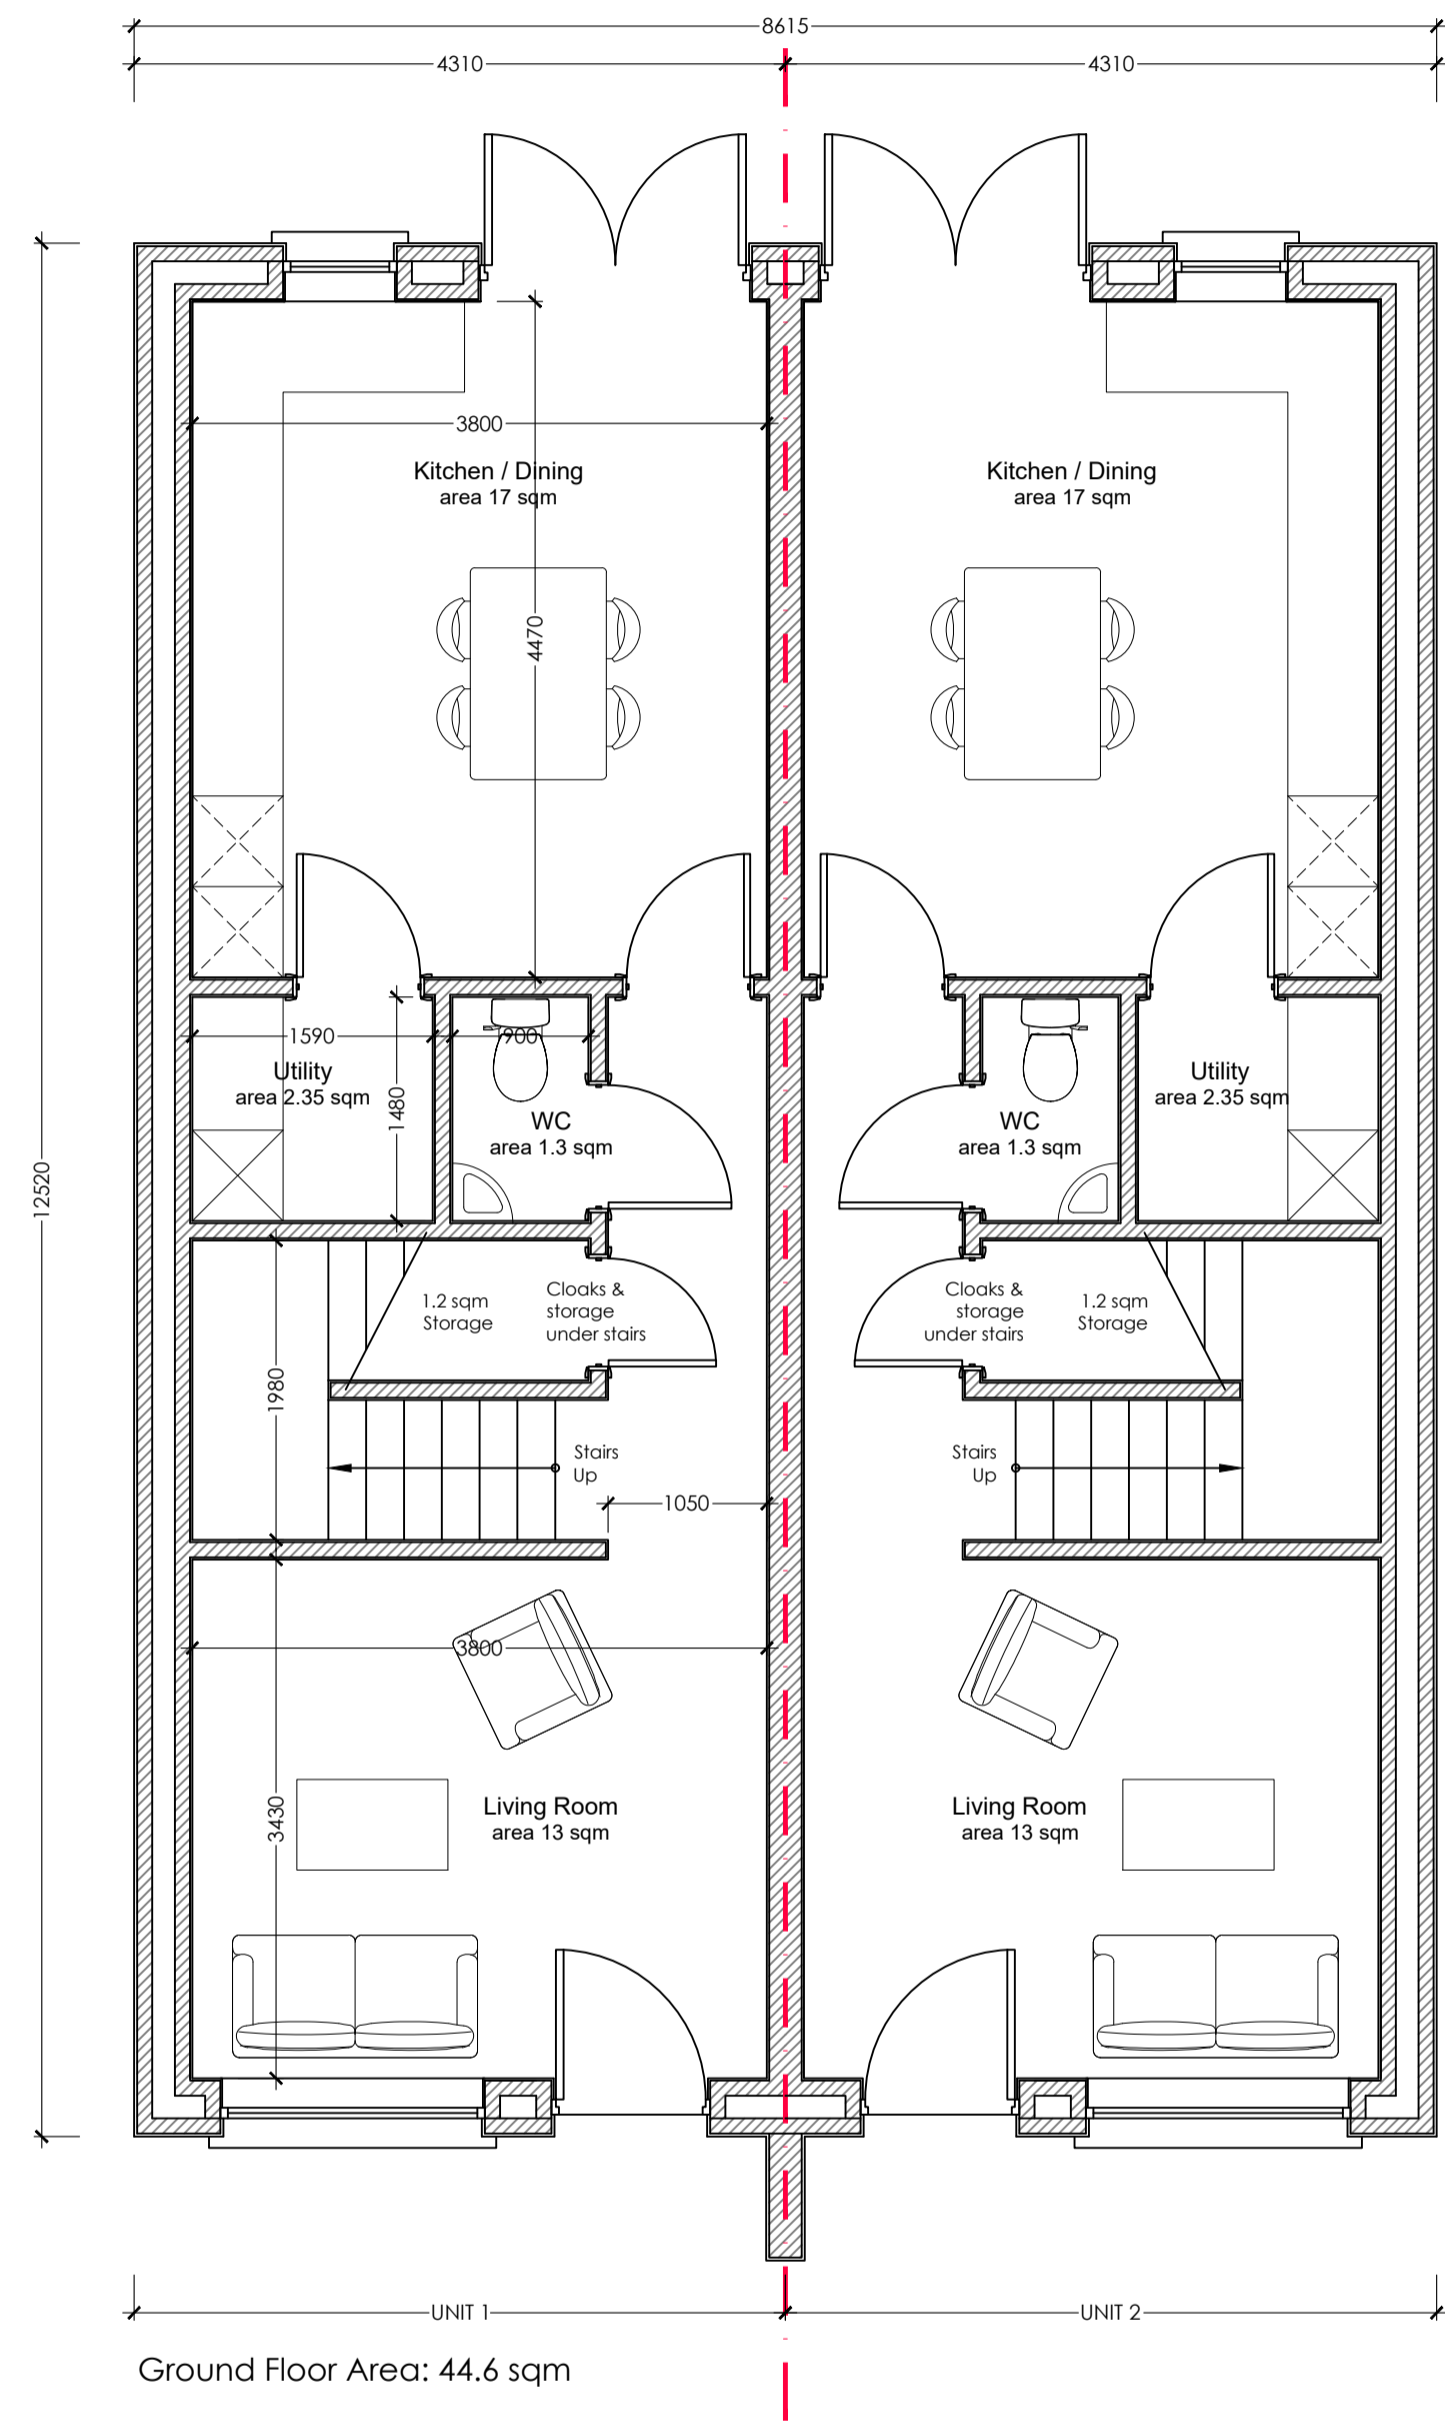 8615
4310
4310
3800
Kitchen / Dining
area 17 sqm
Kitchen / Dining
area 17 sqm
4470
12520
1590
900
Utility
area 2.35 sqm
1480
WC
area 1.3 sqm
WC
area 1.3 sqm
Utility
area 2.35 sqm
1.2 sqm
Storage
Cloaks &
storage
under stairs
Cloaks &
storage
under stairs
1.2 sqm
Storage
1980
Stairs
Up
Stairs
Up
1050
3800
3430
Living Room
area 13 sqm
Living Room
area 13 sqm
UNIT 1
UNIT 2
Ground Floor Area: 44.6 sqm